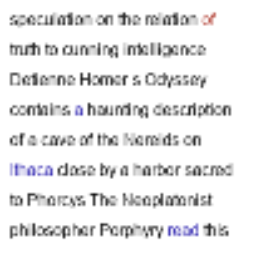 speculation on the relation of
truth to cunning intelligence
Detienne Homer s Odyssey
contains a haunting description
of a cave of the Nereids on
Ithaca close by a harbor sacred
to Phorcys The Neoplatonist
philosopher Porphyry read this